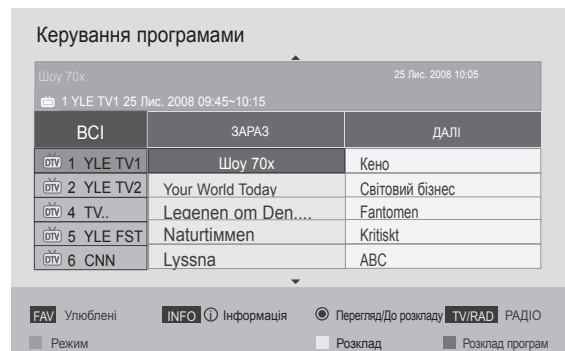 Керування програмами
Шоу 70х 25 Лис. 2008 10:05
1 YLE TV1 25 Лис. 2008 09:45~10:15
ВСІ ЗАРАЗ ДАЛІ
DTV 1 YLE TV1 Шоу 70х Кено
DTV 2 YLE TV2 Your World Today Світовий бізнес
DTV 4 TV.. Legenen om Den.... Fantomen
DTV 5 YLE FST Naturtiммen Kritiskt
DTV 6 CNN Lyssna ABC
FAV Улюблені INFO ⓘ Інформація Перегляд/До розкладу TV/RAD РАДІО
Режим Розклад Розклад програм